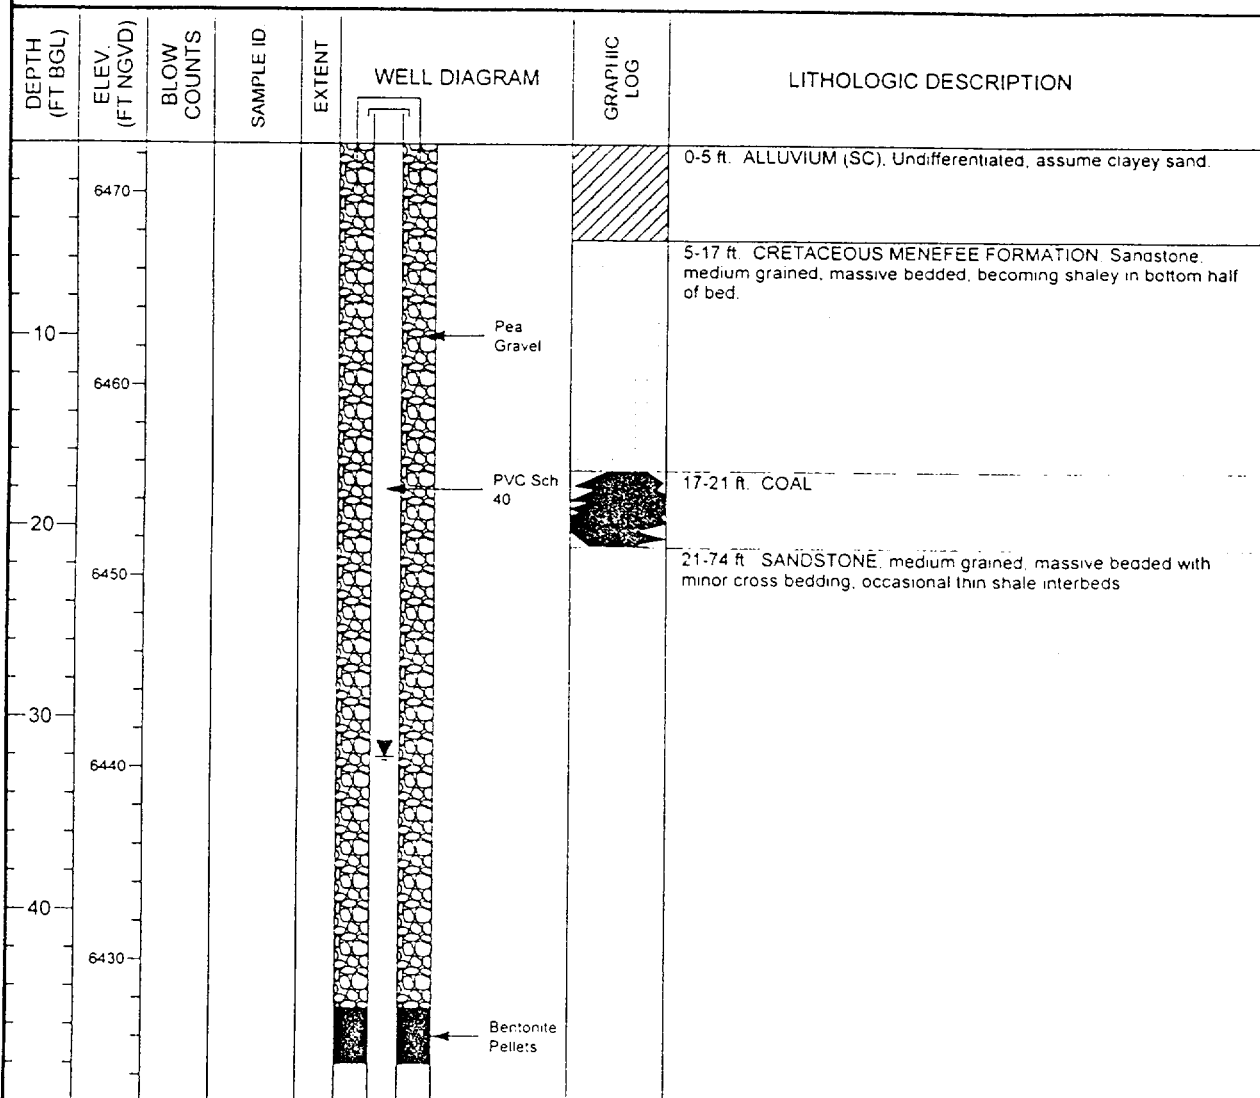 DEPTH
(FT BGL)
ELEV.
(FT NGVD)
BLOW
COUNTS
SAMPLE ID
EXTENT
WELL DIAGRAM
GRAPHIC
LOG
LITHOLOGIC DESCRIPTION
0-5 ft. ALLUVIUM (SC). Undifferentiated, assume clayey sand.
6470
5-17 ft. CRETACEOUS MENEFEE FORMATION. Sandstone,
medium grained, massive bedded, becoming shaley in bottom half
of bed.
10
Pea
Gravel
6460
PVC Sch
40
17-21 ft. COAL
20
21-74 ft SANDSTONE, medium grained, massive bedded with
minor cross bedding, occasional thin shale interbeds
6450
30
6440
40
6430
Bentonite
Pellets